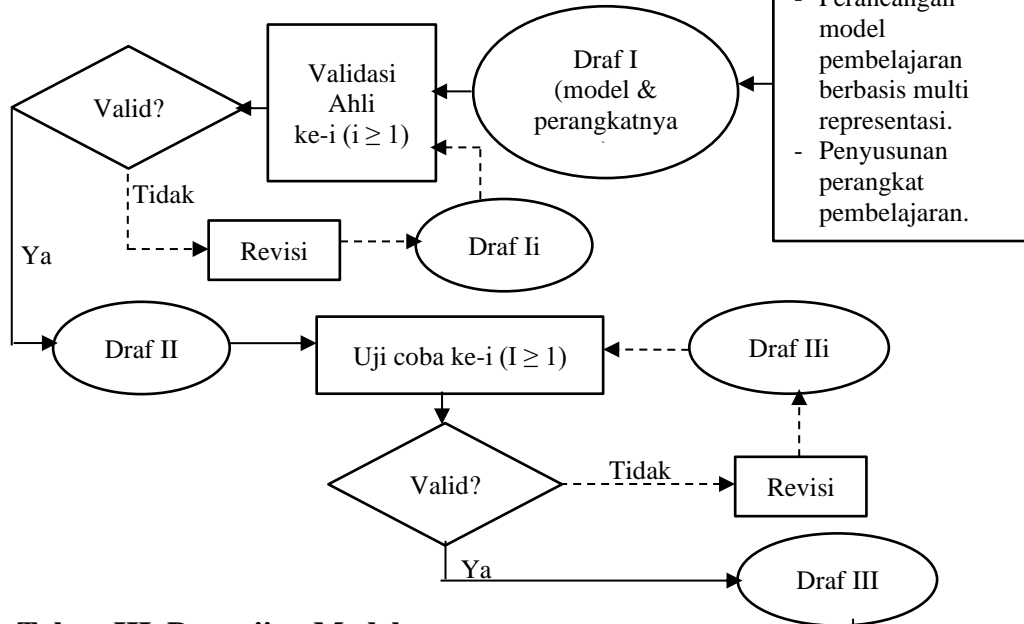 - Perancangan
model
pembelajaran
berbasis multi
representasi.
- Penyusunan
perangkat
pembelajaran.
Draf I
(model &
perangkatnya
)
Validasi
Ahli
ke-i (i ≥ 1)
Valid?
Tidak
Ya
Revisi
Draf Ii
Draf II
Uji coba ke-i (I ≥ 1)
Draf IIi
Valid?
Tidak
Revisi
Ya
Draf III